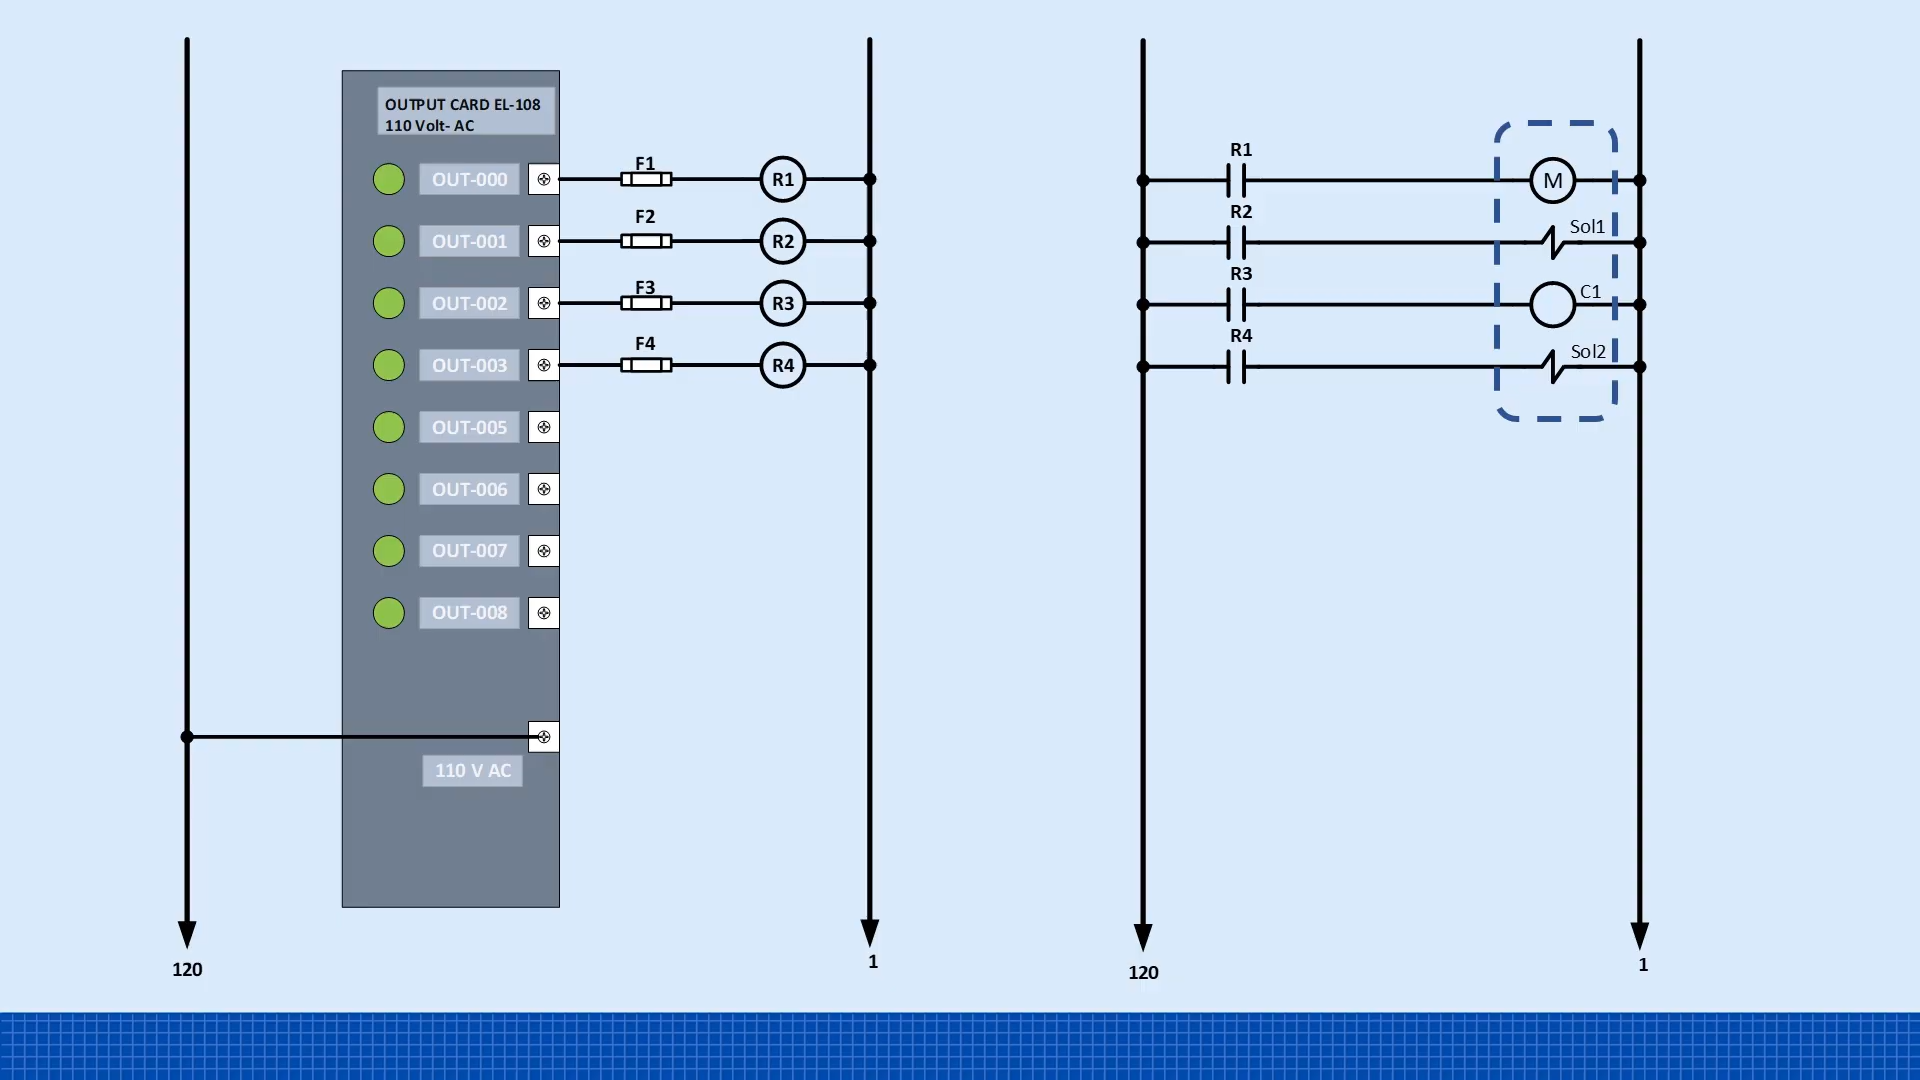 OUTPUT CARD EL-108
110 Volt- AC
OUT-000
F1
R1
OUT-001
F2
R2
OUT-002
F3
R3
OUT-003
F4
R4
OUT-005
OUT-006
OUT-007
OUT-008
110 V AC
120
1
R1
M
R2
Sol1
R3
C1
R4
Sol2
120
1